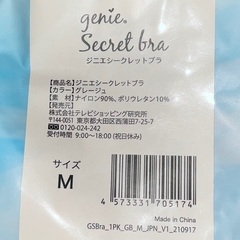 genie®
Secret bra
ジニエシークレットブラ
【商品名】ジニエシークレットブラ
【カラー】グレージュ
【素 材】ナイロン90%、ポリウレタン10%
【発売元】
株式会社テレビショッピング研究所
TEL 0120-024-242
東京都大田区西蒲田7-25-7
受付時間 9:00~18:00(祝日休み)
サイズ
M
4 573331 705174
Made in China
GSBra_1PK_GB_M_JPN_V1_210917